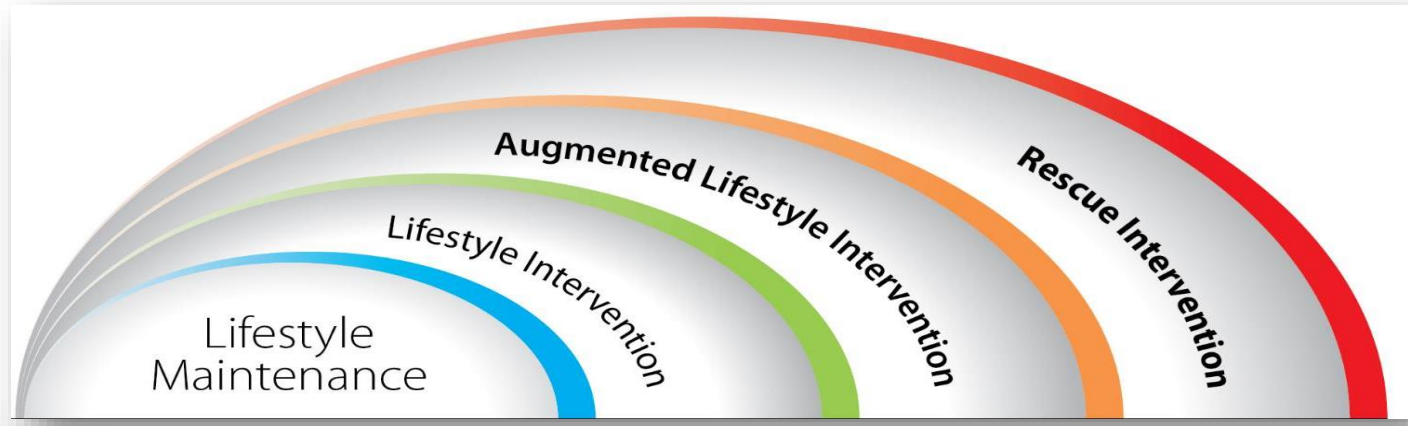 Lifestyle
Maintenance
Lifestyle Intervention
Augmented Lifestyle Intervention
Rescue Intervention